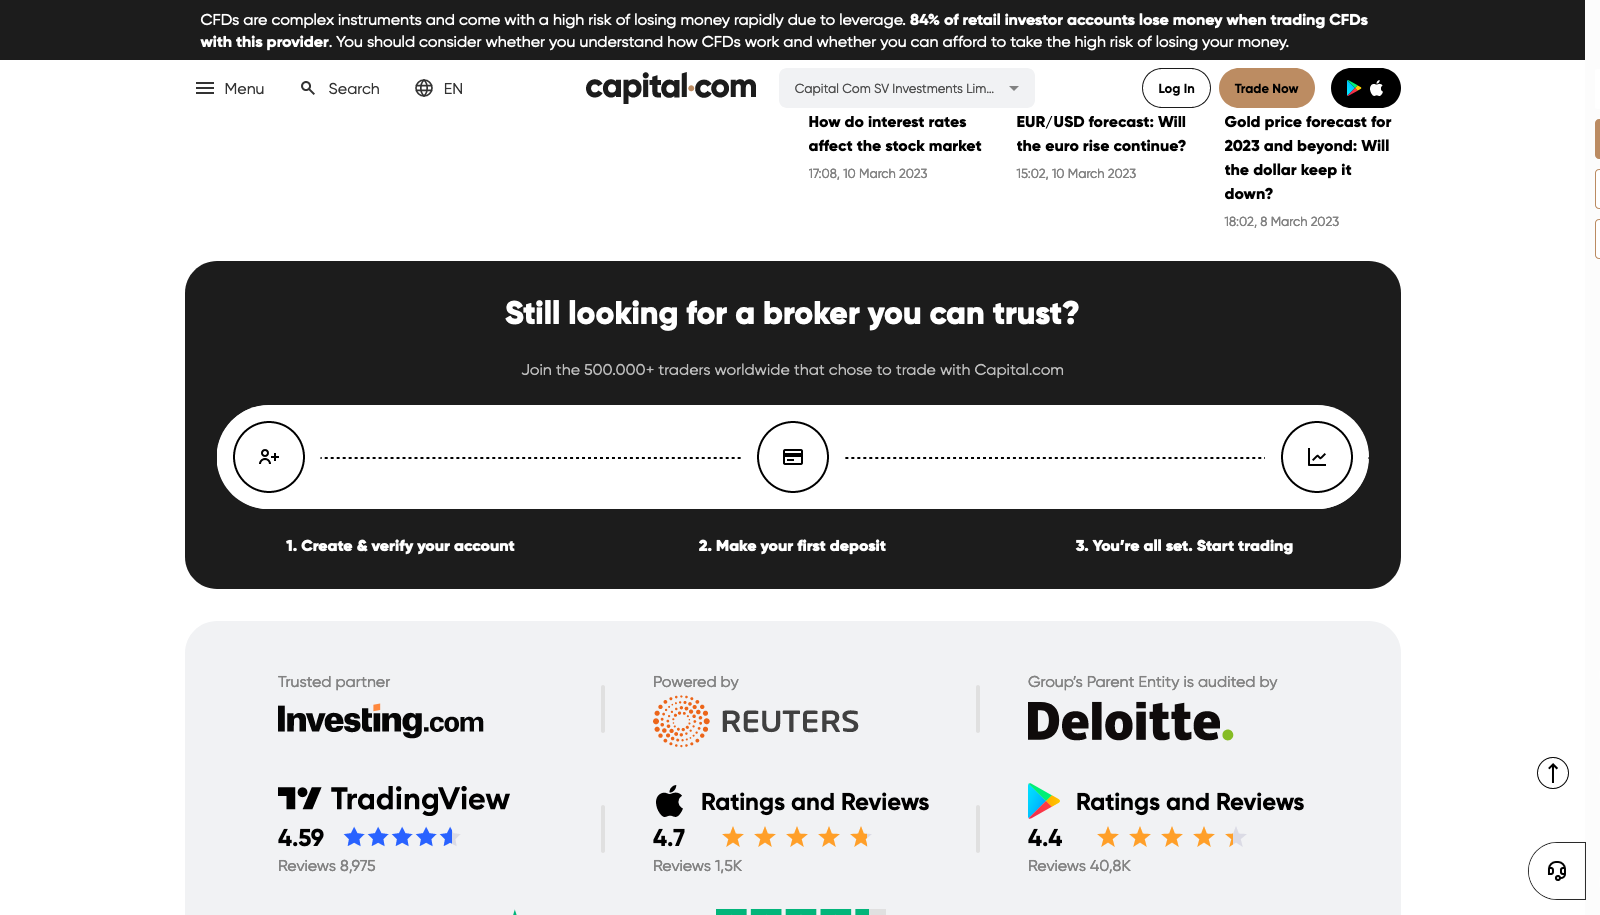 CFDs are complex instruments and come with a high risk of losing money rapidly due to leverage. 84% of retail investor accounts lose money when trading CFDs
with this provider. You should consider whether you understand how CFDs work and whether you can afford to take the high risk of losing your money.
Menu Search EN capital.com Capital Com SV Investments Lim... Log In Trade Now
How do interest rates
affect the stock market
17:08, 10 March 2023
EUR/USD forecast: Will
the euro rise continue?
15:02, 10 March 2023
Gold price forecast for
2023 and beyond: Will
the dollar keep it
down?
18:02, 8 March 2023
Still looking for a broker you can trust?
Join the 500.000+ traders worldwide that chose to trade with Capital.com
1. Create & verify your account
2. Make your first deposit
3. You're all set. Start trading
Trusted partner
Investing.com
Powered by
REUTERS
Group's Parent Entity is audited by
Deloitte.
TradingView
4.59
Reviews 8,975
Ratings and Reviews
4.7
Reviews 1,5K
Ratings and Reviews
4.4
Reviews 40,8K